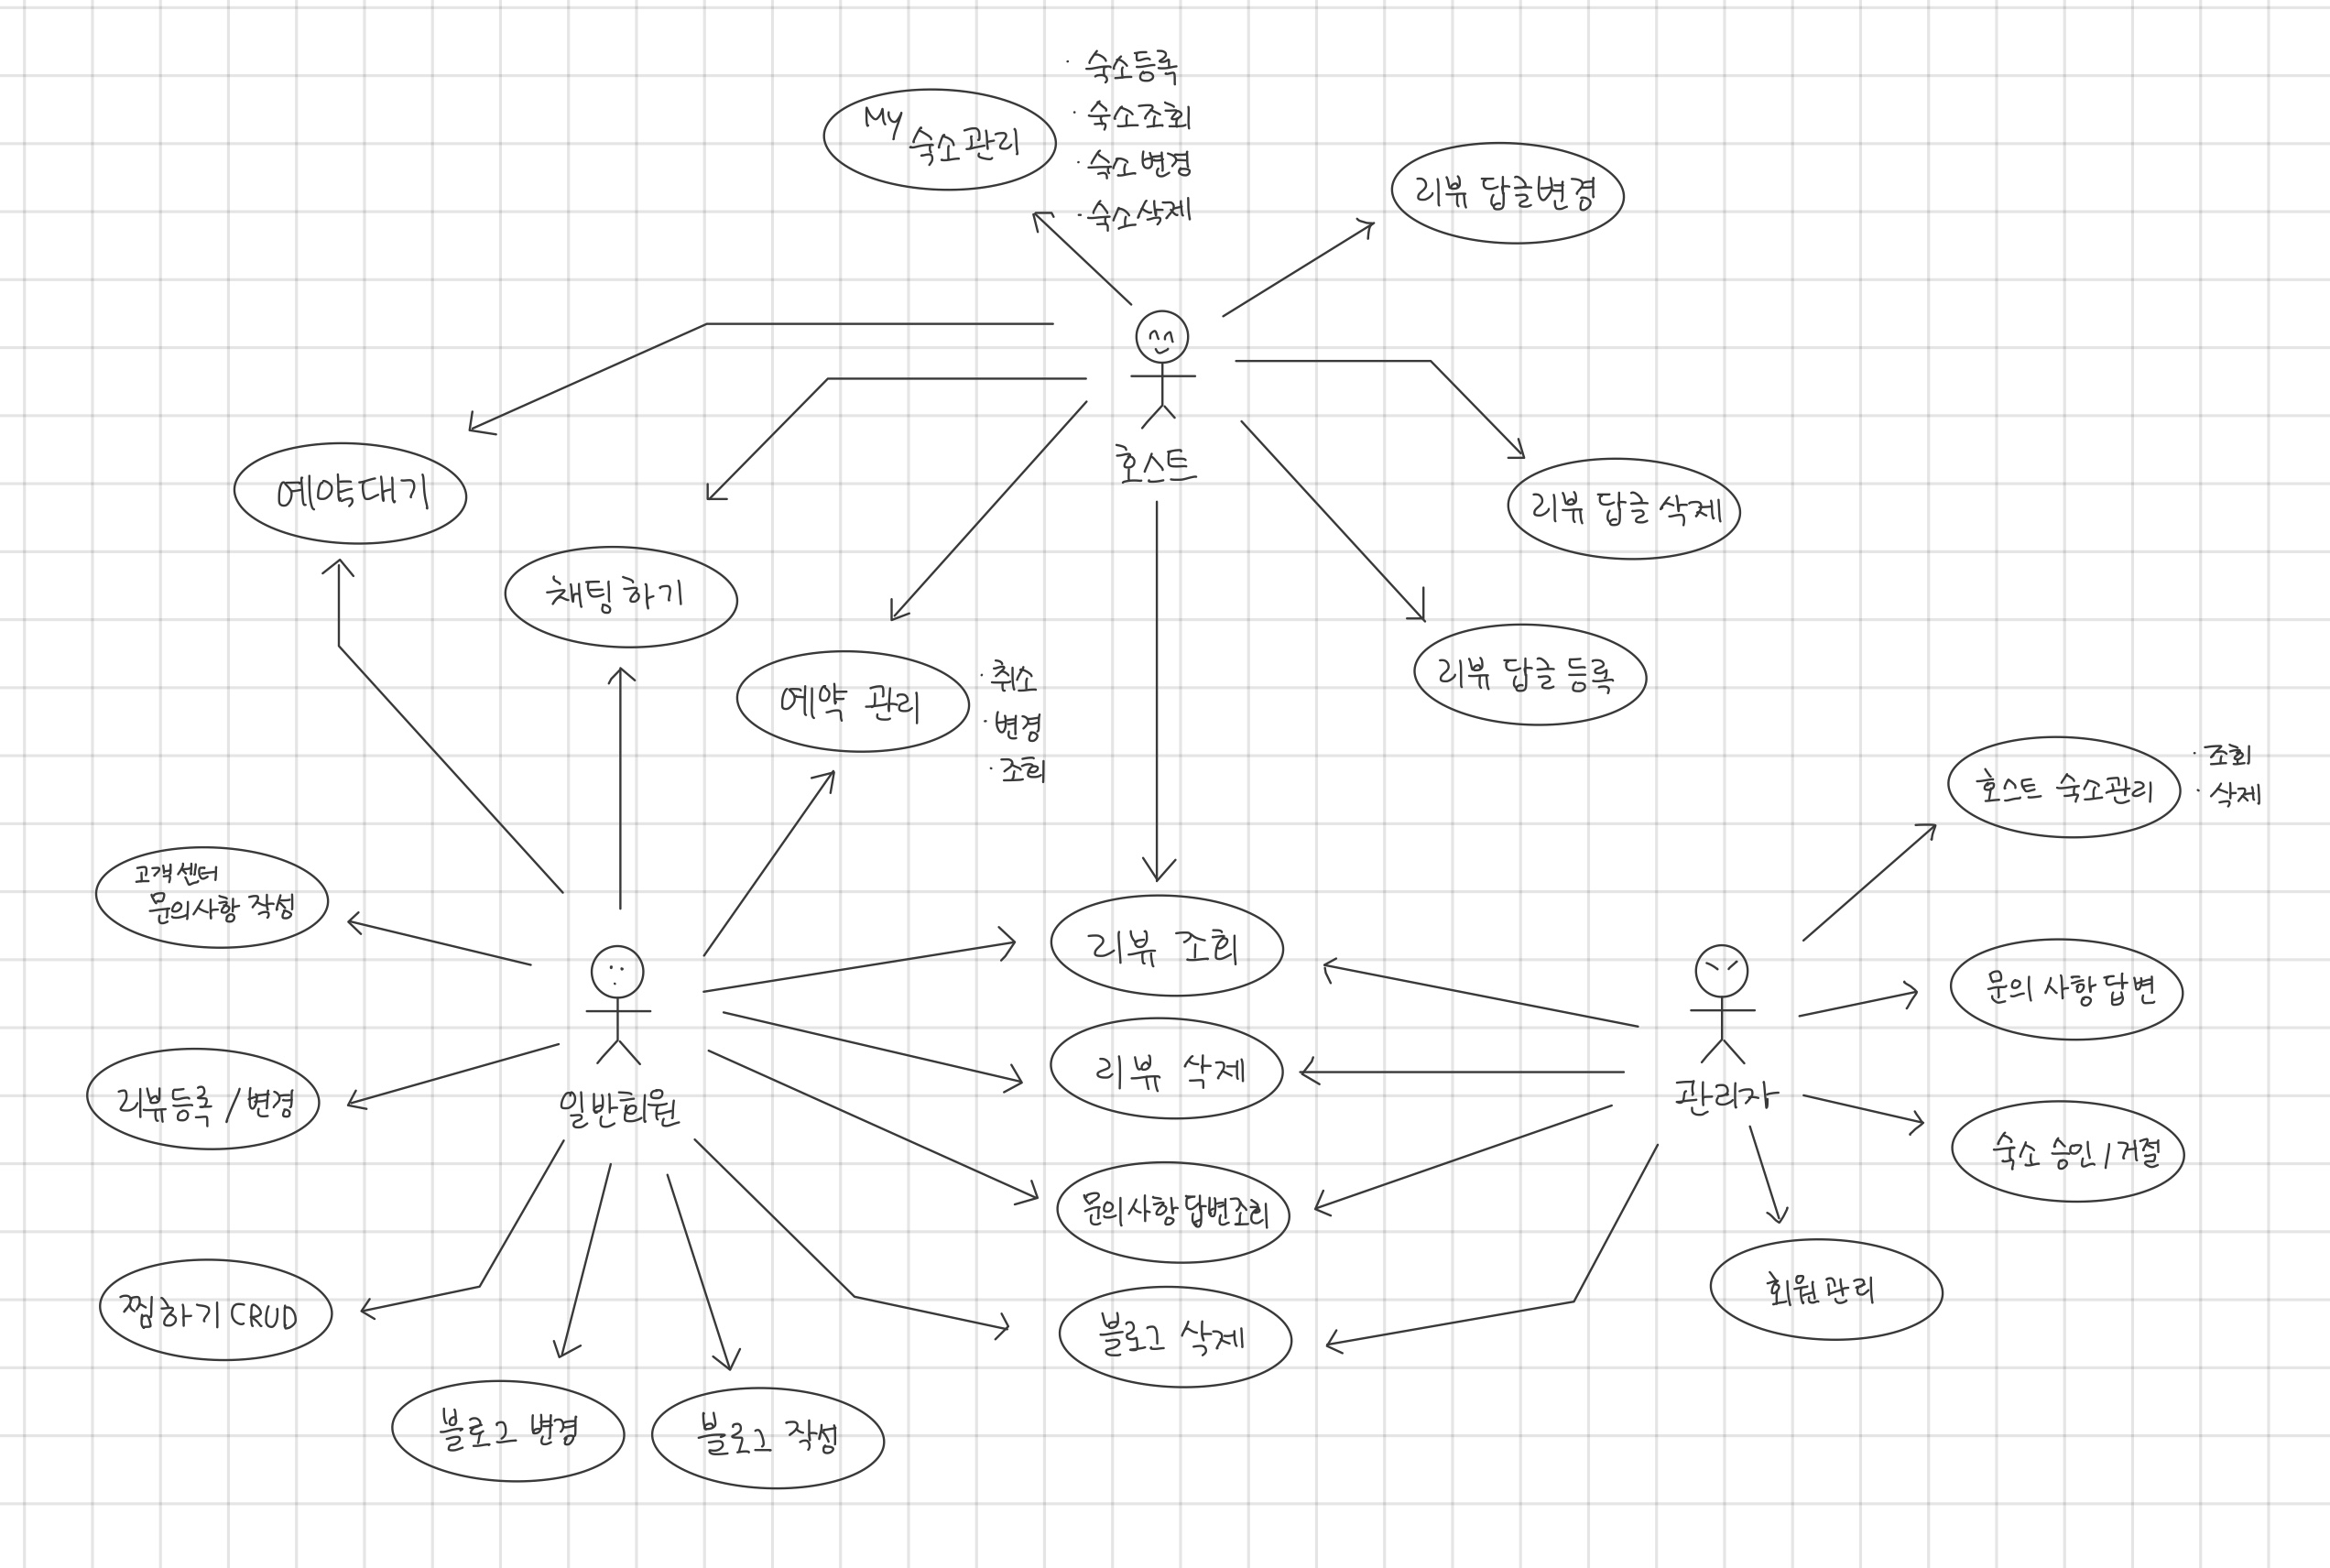 My
숙소관리
· 숙소등록
· 숙소조회
· 숙소 변경
· 숙소삭제
리뷰 답글변경
호스트
예약대기
리뷰 답글 삭제
채팅하기
예약 관리
· 취소
· 변경
· 조회
리뷰 답글 등록
호스트 숙소관리
· 조회
· 삭제
고객센터
문의사항 작성
리뷰 조회
문의 사항 답변
리뷰 삭제
일반회원
관리자
리뷰등록 / 변경
숙소 승인 / 거절
문의사항 답변조회
찜하기 CRUD
블로그 삭제
회원관리
블로그 변경
블로그 작성